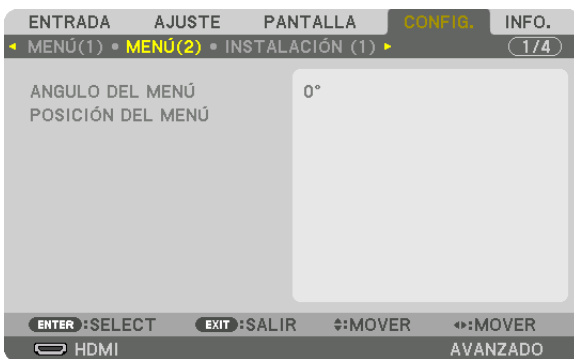 ENTRADA AJUSTE PANTALLA CONFIG. INFO.
◂ MENÚ(1) • MENÚ(2) • INSTALACIÓN (1) ▸ 1/4
ANGULO DEL MENÚ 0°
POSICIÓN DEL MENÚ
ENTER :SELECT EXIT :SALIR :MOVER :MOVER
HDMI AVANZADO